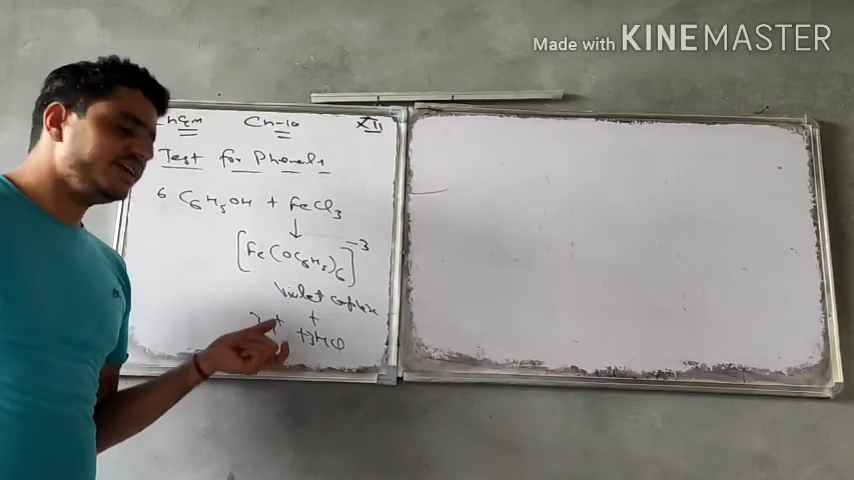 Made with KINEMASTER
Chem Ch-10 XII
Test for Phenols
6 C6H5OH + FeCl3
↓
[Fe(OC6H5)6]-3
Violet
+
3H+ +3HCl